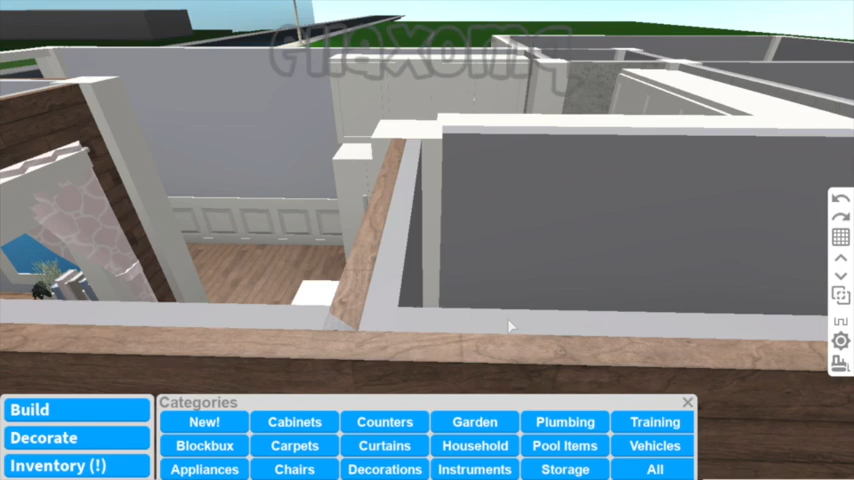 Build
Decorate
Inventory (!)
Categories
New! Cabinets Counters Garden Plumbing Training
Blockbux Carpets Curtains Household Pool Items Vehicles
Appliances Chairs Decorations Instruments Storage All